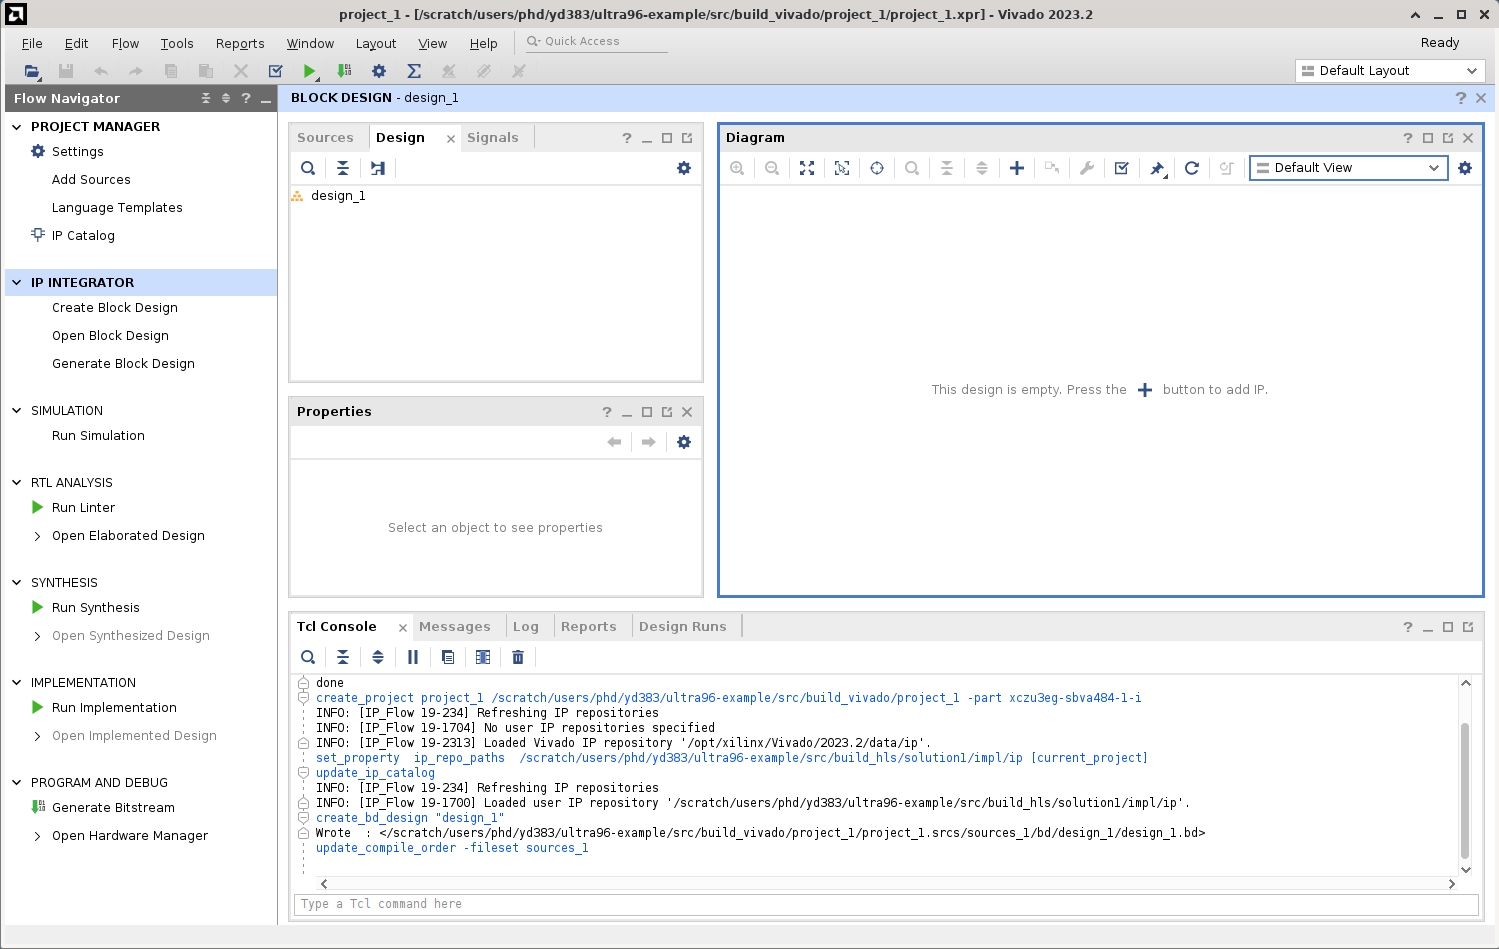 project_1 - [/scratch/users/phd/yd383/ultra96-example/src/build_vivado/project_1/project_1.xpr] - Vivado 2023.2
File Edit Flow Tools Reports Window Layout View Help Quick Access Ready
Default Layout
Flow Navigator
PROJECT MANAGER
Settings
Add Sources
Language Templates
IP Catalog
IP INTEGRATOR
Create Block Design
Open Block Design
Generate Block Design
SIMULATION
Run Simulation
RTL ANALYSIS
Run Linter
Open Elaborated Design
SYNTHESIS
Run Synthesis
Open Synthesized Design
IMPLEMENTATION
Run Implementation
Open Implemented Design
PROGRAM AND DEBUG
Generate Bitstream
Open Hardware Manager
BLOCK DESIGN - design_1
Sources Design Signals
design_1
Properties
Select an object to see properties
Diagram
Default View
This design is empty. Press the + button to add IP.
Tcl Console Messages Log Reports Design Runs
done
create_project project_1 /scratch/users/phd/yd383/ultra96-example/src/build_vivado/project_1 -part xczu3eg-sbva484-1-i
INFO: [IP_Flow 19-234] Refreshing IP repositories
INFO: [IP_Flow 19-1704] No user IP repositories specified
INFO: [IP_Flow 19-2313] Loaded Vivado IP repository '/opt/xilinx/Vivado/2023.2/data/ip'.
set_property  ip_repo_paths  /scratch/users/phd/yd383/ultra96-example/src/build_hls/solution1/impl/ip [current_project]
update_ip_catalog
INFO: [IP_Flow 19-234] Refreshing IP repositories
INFO: [IP_Flow 19-1700] Loaded user IP repository '/scratch/users/phd/yd383/ultra96-example/src/build_hls/solution1/impl/ip'.
create_bd_design "design_1"
Wrote  : </scratch/users/phd/yd383/ultra96-example/src/build_vivado/project_1/project_1.srcs/sources_1/bd/design_1/design_1.bd>
update_compile_order -fileset sources_1
Type a Tcl command here